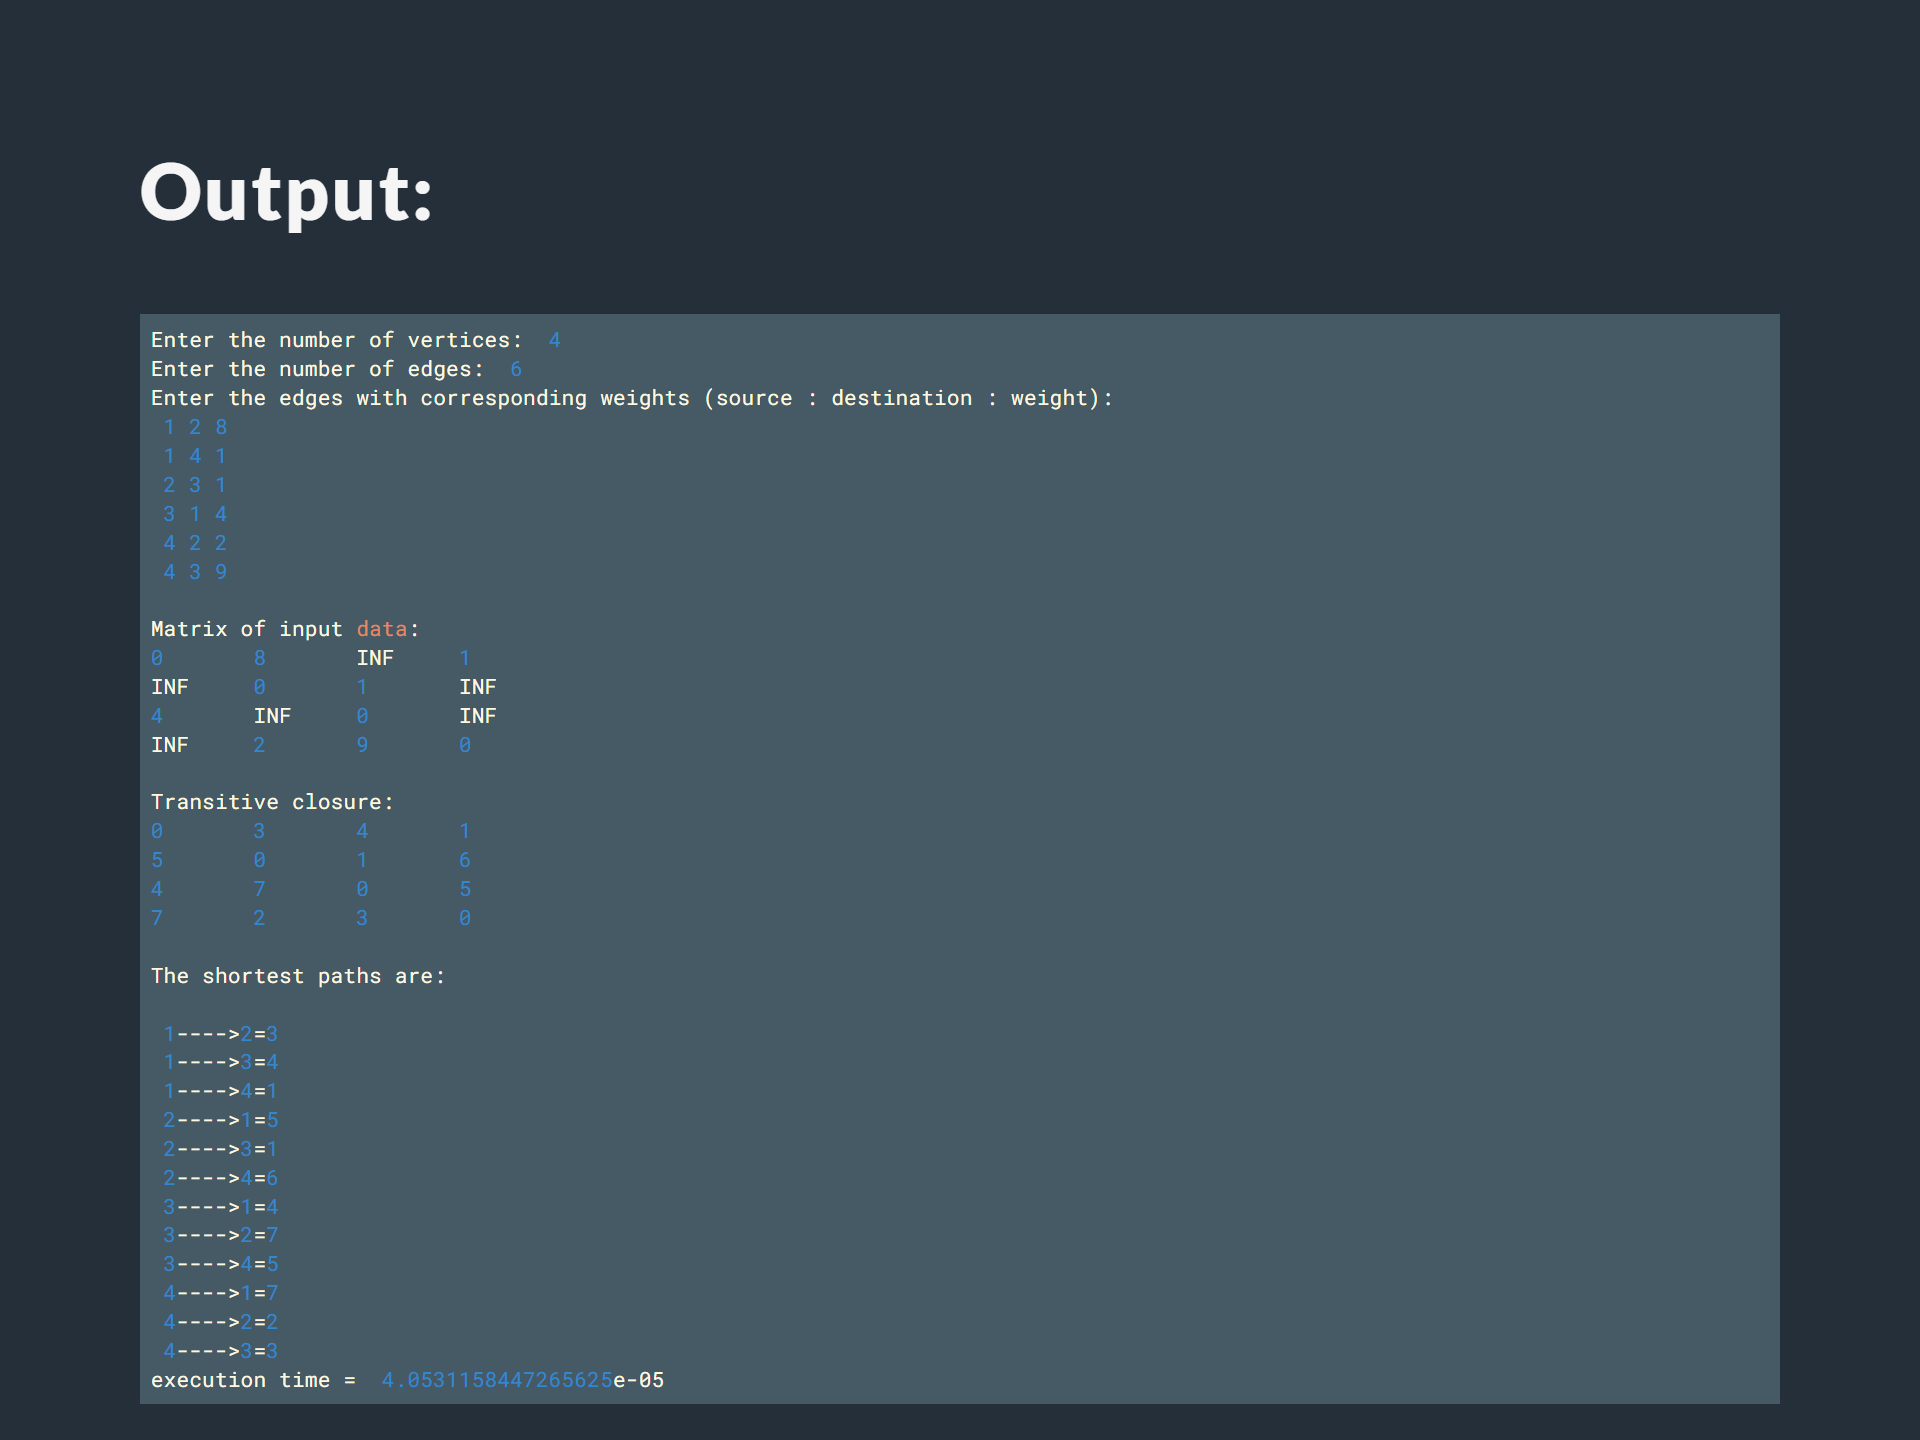 Output:
Enter the number of vertices:  4
Enter the number of edges:  6
Enter the edges with corresponding weights (source : destination : weight):
 1 2 8
 1 4 1
 2 3 1
 3 1 4
 4 2 2
 4 3 9
Matrix of input data:
0       8       INF     1
INF     0       1       INF
4       INF     0       INF
INF     2       9       0
Transitive closure:
0       3       4       1
5       0       1       6
4       7       0       5
7       2       3       0
The shortest paths are:
 1---->2=3
 1---->3=4
 1---->4=1
 2---->1=5
 2---->3=1
 2---->4=6
 3---->1=4
 3---->2=7
 3---->4=5
 4---->1=7
 4---->2=2
 4---->3=3
execution time =  4.0531158447265625e-05